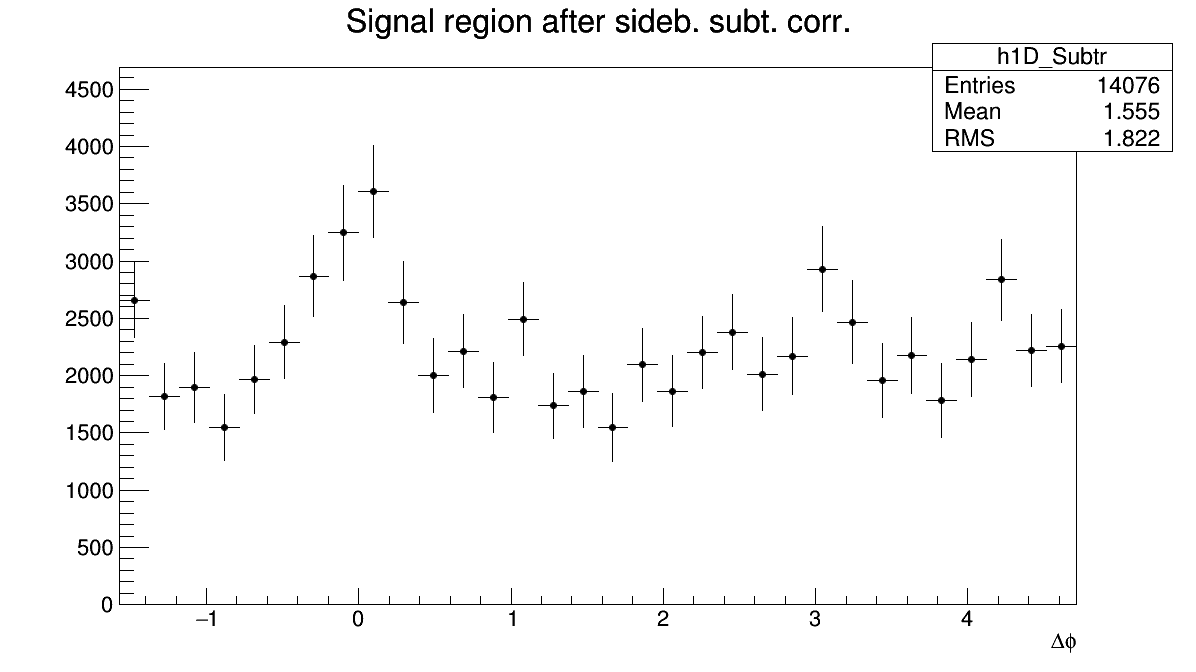 Signal region after sideb. subt. corr.
h1D_Subtr
Entries 14076
Mean 1.555
RMS 1.822
4500
4000
3500
3000
2500
2000
1500
1000
500
0
−1 0 1 2 3 4
Δϕ